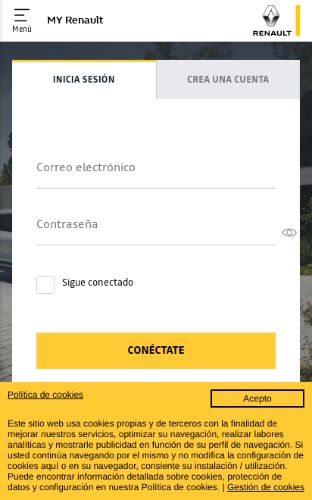 Menú
MY Renault
RENAULT
INICIA SESIÓN
CREA UNA CUENTA
Correo electrónico
Contraseña
Sigue conectado
CONÉCTATE
Política de cookies
Acepto
Este sitio web usa cookies propias y de terceros con la finalidad de
mejorar nuestros servicios, optimizar su navegación, realizar labores
analíticas y mostrarle publicidad en función de su perfil de navegación. Si
usted continúa navegando por el mismo y no modifica la configuración de
cookies aquí o en su navegador, consiente su instalación / utilización.
Puede encontrar información detallada sobre cookies, protección de
datos y configuración en nuestra Política de cookies. | Gestión de cookies